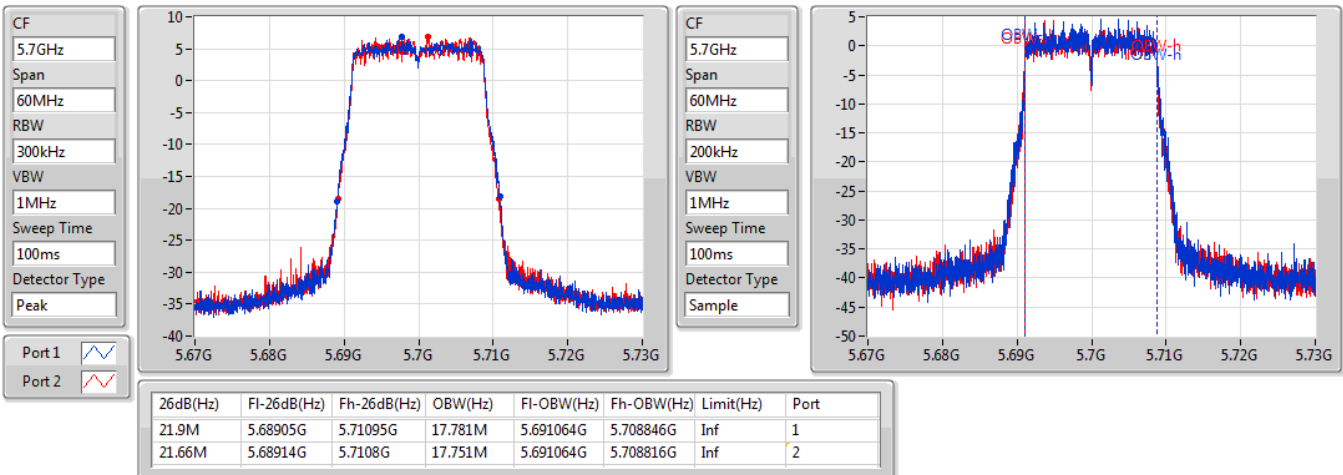 CF
5.7GHz
Span
60MHz
RBW
300kHz
VBW
1MHz
Sweep Time
100ms
Detector Type
Peak
Port 1
Port 2
10
5
0
-5
-10
-15
-20
-25
-30
-35
-40
5.67G 5.68G 5.69G 5.7G 5.71G 5.72G 5.73G
CF
5.7GHz
Span
60MHz
RBW
200kHz
VBW
1MHz
Sweep Time
100ms
Detector Type
Sample
5
0
-5
-10
-15
-20
-25
-30
-35
-40
-45
-50
OBW-h
OBW-h
5.67G 5.68G 5.69G 5.7G 5.71G 5.72G 5.73G
26dB(Hz) Fl-26dB(Hz) Fh-26dB(Hz) OBW(Hz) Fl-OBW(Hz) Fh-OBW(Hz) Limit(Hz) Port
21.9M 5.68905G 5.71095G 17.781M 5.691064G 5.708846G Inf 1
21.66M 5.68914G 5.7108G 17.751M 5.691064G 5.708816G Inf 2